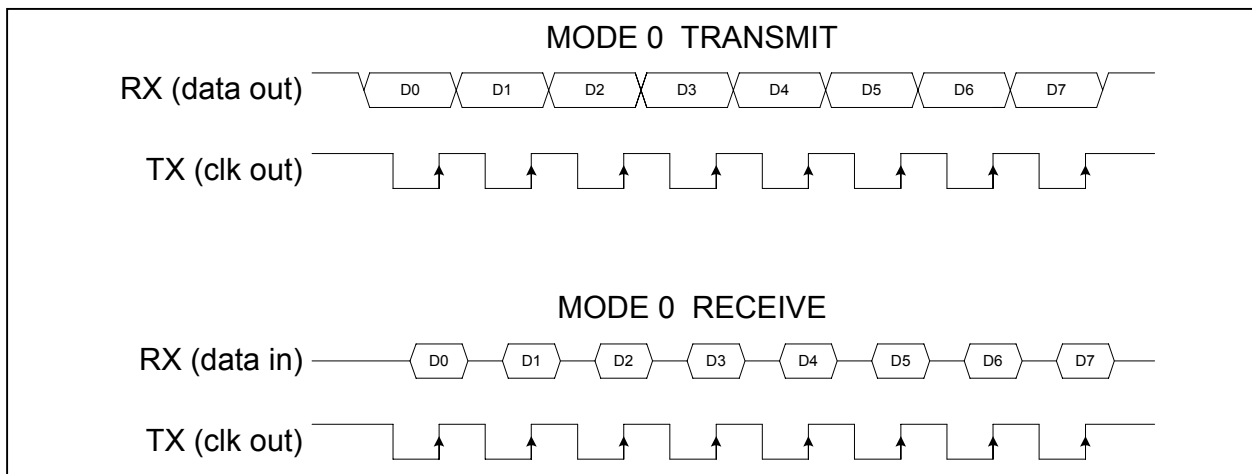 MODE 0 TRANSMIT
RX (data out)
D0 D1 D2 D3 D4 D5 D6 D7
TX (clk out)
MODE 0 RECEIVE
RX (data in)
D0 D1 D2 D3 D4 D5 D6 D7
TX (clk out)